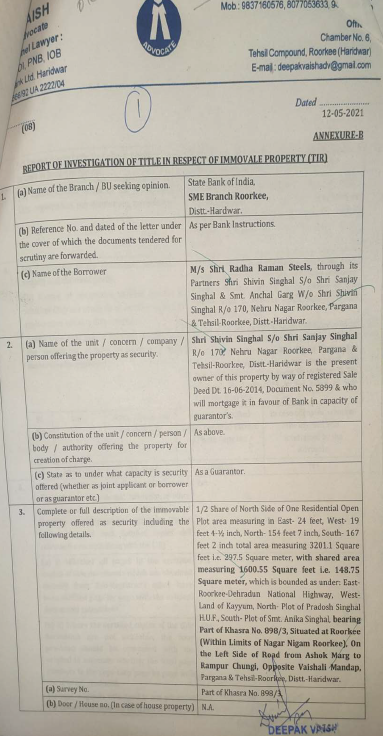 AISH
Advocate
Panel Lawyer :
PNB, IOB
Ltd. Haridwar
UA 2222/04
ADVOCATE
Mob.: 9837160576, 8077053633,
Chamber No. 6,
Tehsil Compound, Roorkee (Haridwar)
E-mail: deepakvaishadv@gmail.com
1
Dated ..................
12-05-2021
(08)
ANNEXURE-B
REPORT OF INVESTIGATION OF TITLE IN RESPECT OF IMMOVALE PROPERTY (TIR)
1. (a) Name of the Branch / BU seeking opinion.
State Bank of India,
SME Branch Roorkee,
Distt.-Hardwar.
(b) Reference No. and dated of the letter under
the cover of which the documents tendered for
scrutiny are forwarded.
As per Bank Instructions.
(c) Name of the Borrower
M/s Shri Radha Raman Steels, through its
Partners Shri Shivin Singhal S/o Shri Sanjay
Singhal & Smt. Anchal Garg W/o Shri Shivin
Singhal R/o 170, Nehru Nagar Roorkee, Pargana
& Tehsil-Roorkee, Distt.-Hardwar.
2. (a) Name of the unit / concern / company /
person offering the property as security.
Shri Shivin Singhal S/o Shri Sanjay Singhal
R/o 170, Nehru Nagar Roorkee, Pargana &
Tehsil-Roorkee, Distt.-Hardwar is the present
owner of this property by way of registered Sale
Deed Dt. 16-06-2014, Document No. 5899 & who
will mortgage it in favour of Bank in capacity of
guarantor's.
(b) Constitution of the unit / concern / person /
body / authority offering the property for
creation of charge.
As above.
(c) State as to under what capacity is security
offered (whether as joint applicant or borrower
or as guarantor etc.)
As a Guarantor.
3. Complete or full description of the immovable
property offered as security including the
following details.
1/2 Share of North Side of One Residential Open
Plot area measuring in East- 24 feet, West- 19
feet 4-½ inch, North- 154 feet 7 inch, South- 167
feet 2 inch total area measuring 3201.1 Square
feet i.e. 297.5 Square meter, with shared area
measuring 1600.55 Square feet i.e. 148.75
Square meter, which is bounded as under: East-
Roorkee-Dehradun National Highway, West-
Land of Kayyum, North- Plot of Pradosh Singhal
H.U.F., South- Plot of Smt. Anika Singhal, bearing
Part of Khasra No. 898/3, Situated at Roorkee
(Within Limits of Nagar Nigam Roorkee), On
the Left Side of Road from Ashok Marg to
Rampur Chungi, Opposite Vaishali-Mandap,
Pargana & Tehsil-Roorkee, Distt.-Hardwar.
(a) Survey No.
Part of Khasra No. 898/3
(b) Door / House no. (In case of house property)
N.A.
DEEPAK VAISH